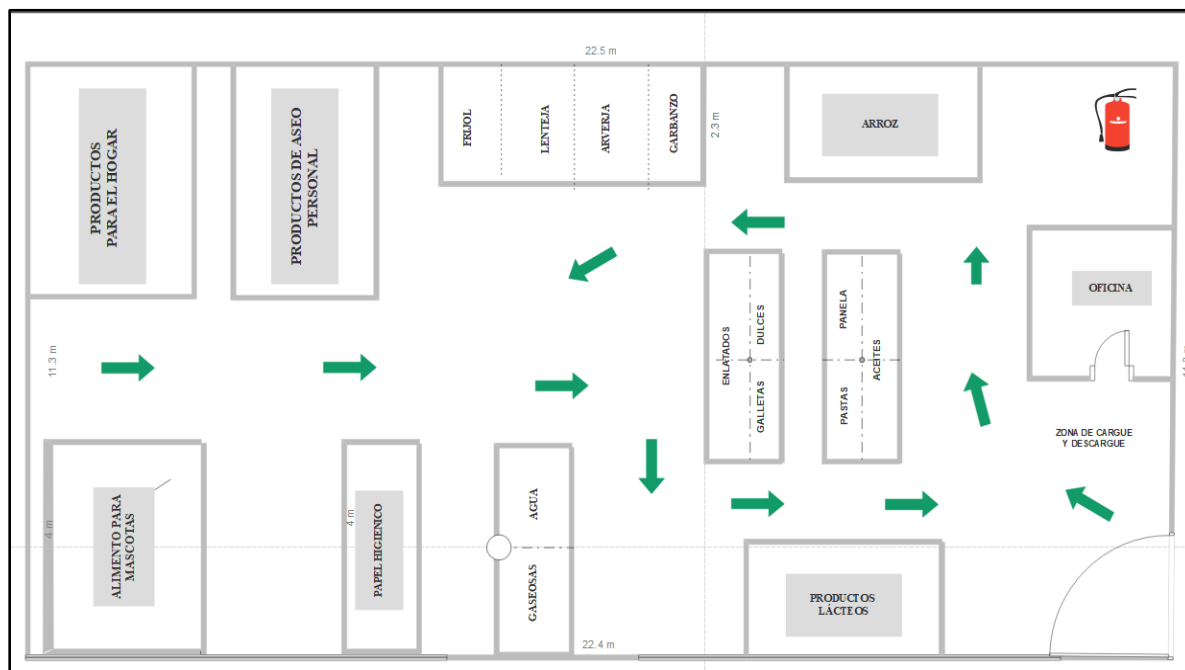 22.5 m
PRODUCTOS
PARA EL HOGAR
PRODUCTOS DE ASEO
PERSONAL
FRIJOL
LENTEJA
ARVERJA
GARBANZO
2.3 m
ARROZ
OFICINA
ENLATADOS
DULCES
GALLETAS
PANELA
PASTAS
ACEITES
11.3 m
ZONA DE CARGUE
Y DESCARGUE
4 m
ALIMENTO PARA
MASCOTAS
4 m
PAPEL HIGIENICO
AGUA
GASEOSAS
PRODUCTOS
LÁCTEOS
22.4 m